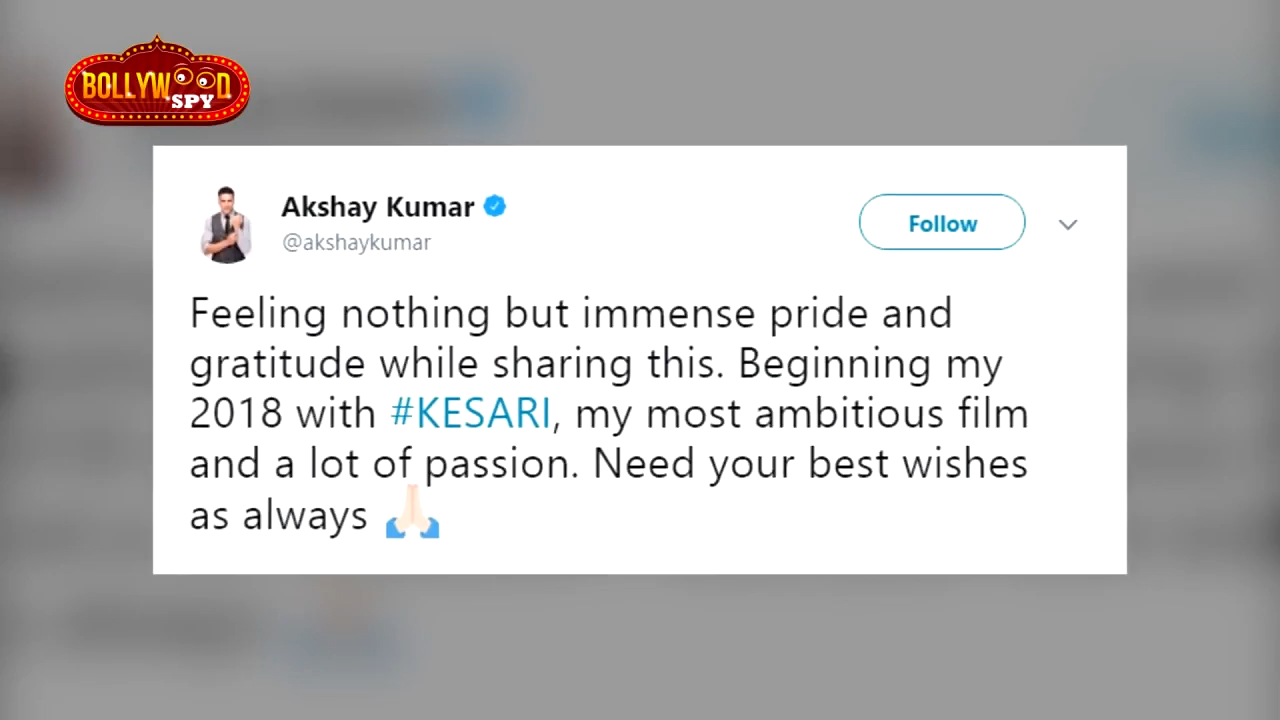 BOLLYWOOD
SPY
Akshay Kumar
@akshaykumar
Follow
Feeling nothing but immense pride and
gratitude while sharing this. Beginning my
2018 with #KESARI, my most ambitious film
and a lot of passion. Need your best wishes
as always 🙏🏻